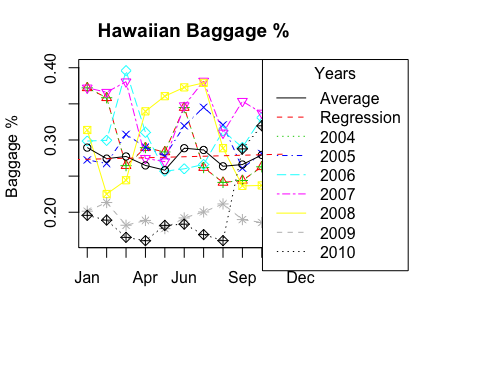 Hawaiian Baggage %
Baggage %
0.40
0.30
0.20
Jan
Apr
Jun
Sep
Dec
Years
Average
Regression
2004
2005
2006
2007
2008
2009
2010